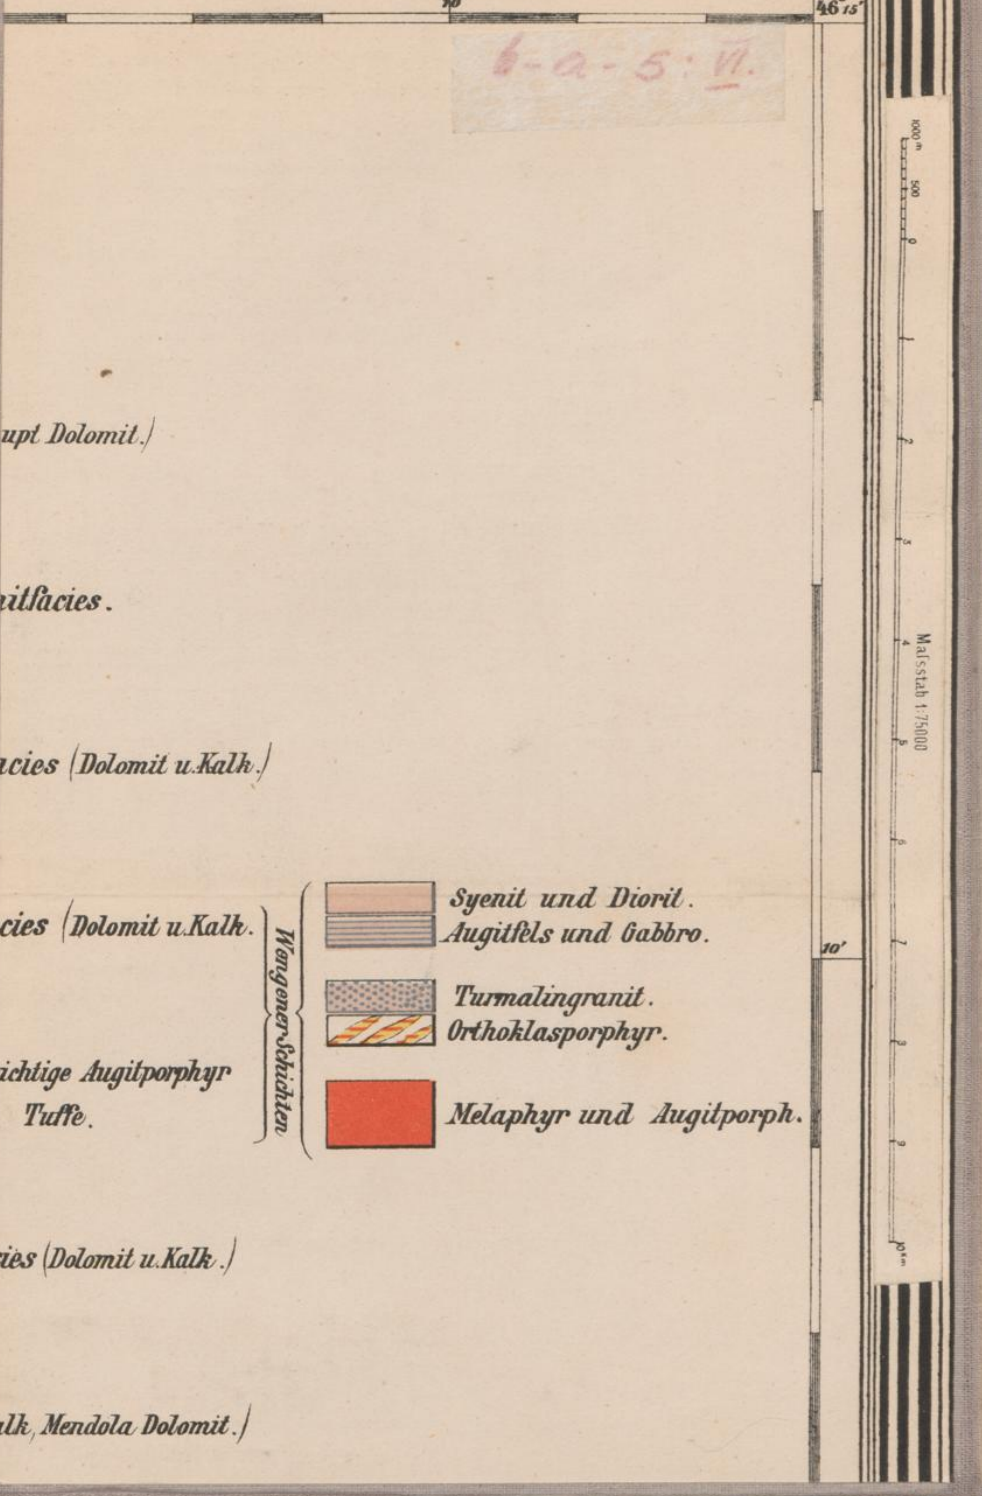 10'
46° 15'
b-a-5: VI.
1000 m
500
0
1
2
upt Dolomit.)
3
itfacies.
4
Maſsstab 1:75000
5
cies (Dolomit u. Kalk.)
6
Syenit und Diorit.
cies (Dolomit u. Kalk.
Augitfels und Gabbro.
Wengener Schichten
7
10'
Turmalingranit.
Orthoklasporphyr.
8
ichtige Augitporphyr
Tuffe.
Melaphyr und Augitporph.
9
10 Km
ies (Dolomit u. Kalk.)
alk, Mendola Dolomit.)